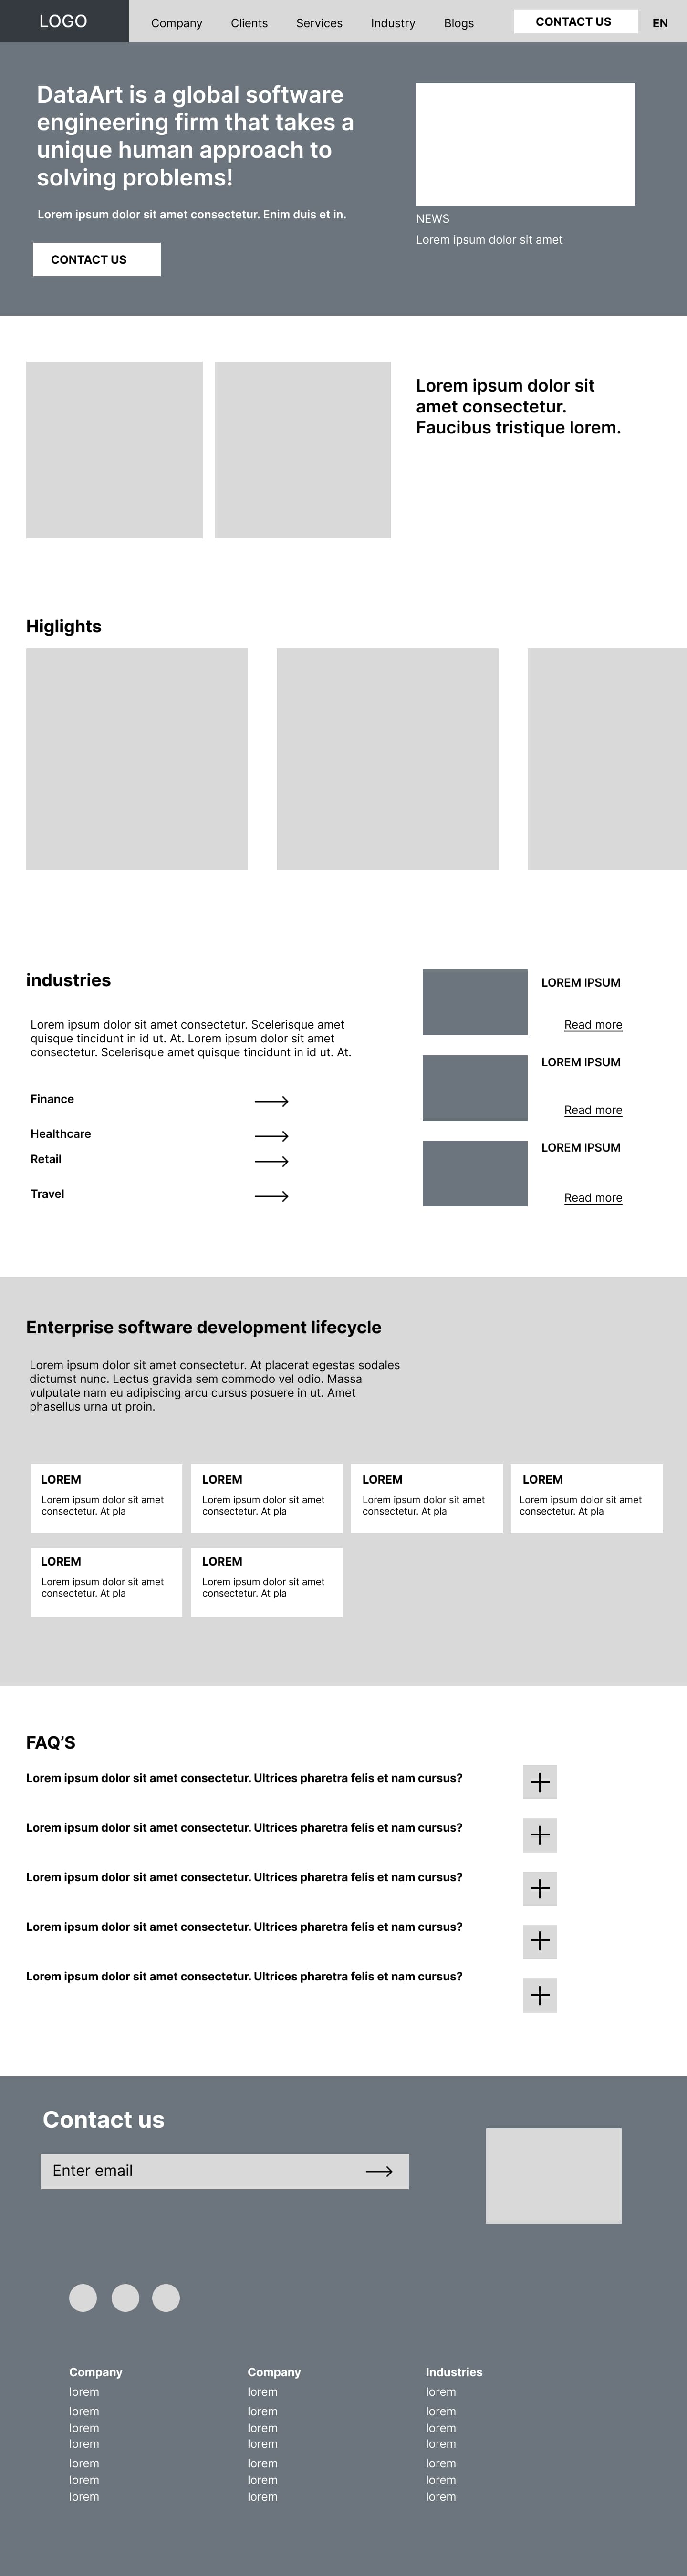 LOGO
Company
Clients
Services
Industry
Blogs
CONTACT US
EN
DataArt is a global software
engineering firm that takes a
unique human approach to
solving problems!
Lorem ipsum dolor sit amet consectetur. Enim duis et in.
CONTACT US
NEWS
Lorem ipsum dolor sit amet
Lorem ipsum dolor sit
amet consectetur.
Faucibus tristique lorem.
Higlights
industries
Lorem ipsum dolor sit amet consectetur. Scelerisque amet
quisque tincidunt in id ut. At. Lorem ipsum dolor sit amet
consectetur. Scelerisque amet quisque tincidunt in id ut. At.
Finance
Healthcare
Retail
Travel
LOREM IPSUM
Read more
LOREM IPSUM
Read more
LOREM IPSUM
Read more
Enterprise software development lifecycle
Lorem ipsum dolor sit amet consectetur. At placerat egestas sodales
dictumst nunc. Lectus gravida sem commodo vel odio. Massa
vulputate nam eu adipiscing arcu cursus posuere in ut. Amet
phasellus urna ut proin.
LOREM
Lorem ipsum dolor sit amet
consectetur. At pla
LOREM
Lorem ipsum dolor sit amet
consectetur. At pla
LOREM
Lorem ipsum dolor sit amet
consectetur. At pla
LOREM
Lorem ipsum dolor sit amet
consectetur. At pla
LOREM
Lorem ipsum dolor sit amet
consectetur. At pla
LOREM
Lorem ipsum dolor sit amet
consectetur. At pla
FAQ’S
Lorem ipsum dolor sit amet consectetur. Ultrices pharetra felis et nam cursus?
Lorem ipsum dolor sit amet consectetur. Ultrices pharetra felis et nam cursus?
Lorem ipsum dolor sit amet consectetur. Ultrices pharetra felis et nam cursus?
Lorem ipsum dolor sit amet consectetur. Ultrices pharetra felis et nam cursus?
Lorem ipsum dolor sit amet consectetur. Ultrices pharetra felis et nam cursus?
Contact us
Enter email
Company
lorem
lorem
lorem
lorem
lorem
lorem
lorem
Company
lorem
lorem
lorem
lorem
lorem
lorem
lorem
Industries
lorem
lorem
lorem
lorem
lorem
lorem
lorem